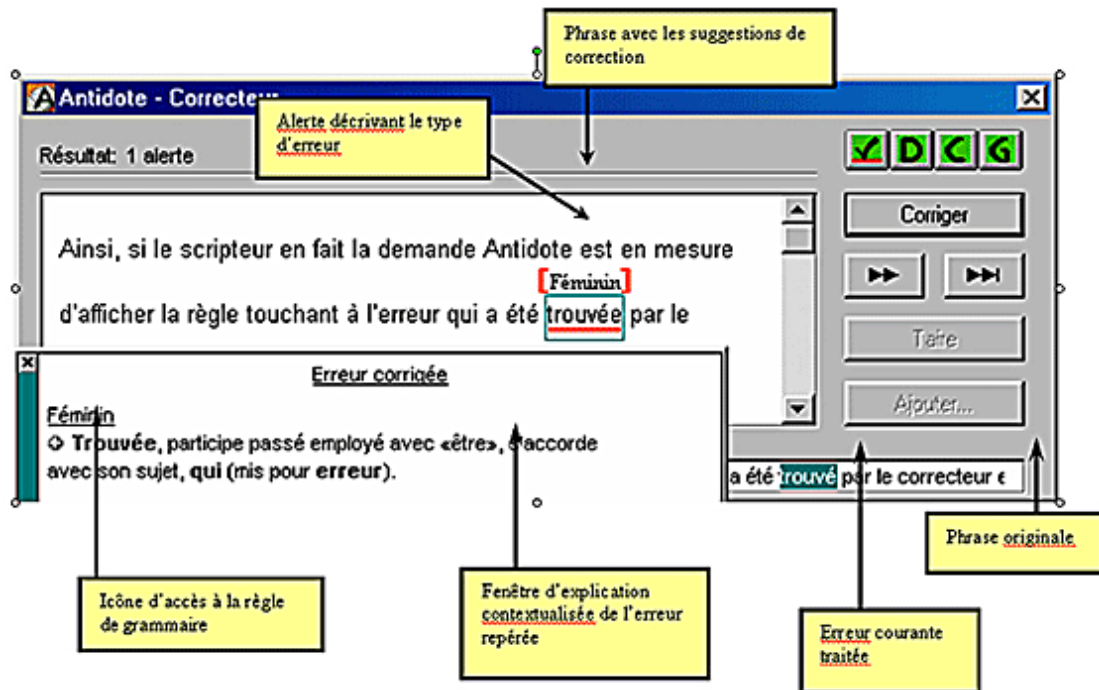 Phrase avec les suggestions de
correction
Antidote - Correcteur
Alerte décrivant le type
d'erreur
Résultat: 1 alerte
D C G
Corriger
Ainsi, si le scripteur en fait la demande Antidote est en mesure
[Féminin]
d'afficher la règle touchant à l'erreur qui a été trouvée par le
Taire
Erreur corrigée
Ajouter...
Féminin
Trouvée, participe passé employé avec «être», s'accorde
avec son sujet, qui (mis pour erreur).
a été trouvé par le correcteur e
Phrase originale
Icône d'accès à la règle
de grammaire
Fenêtre d'explication
contextualisée de l'erreur
repérée
Erreur courante
traitée